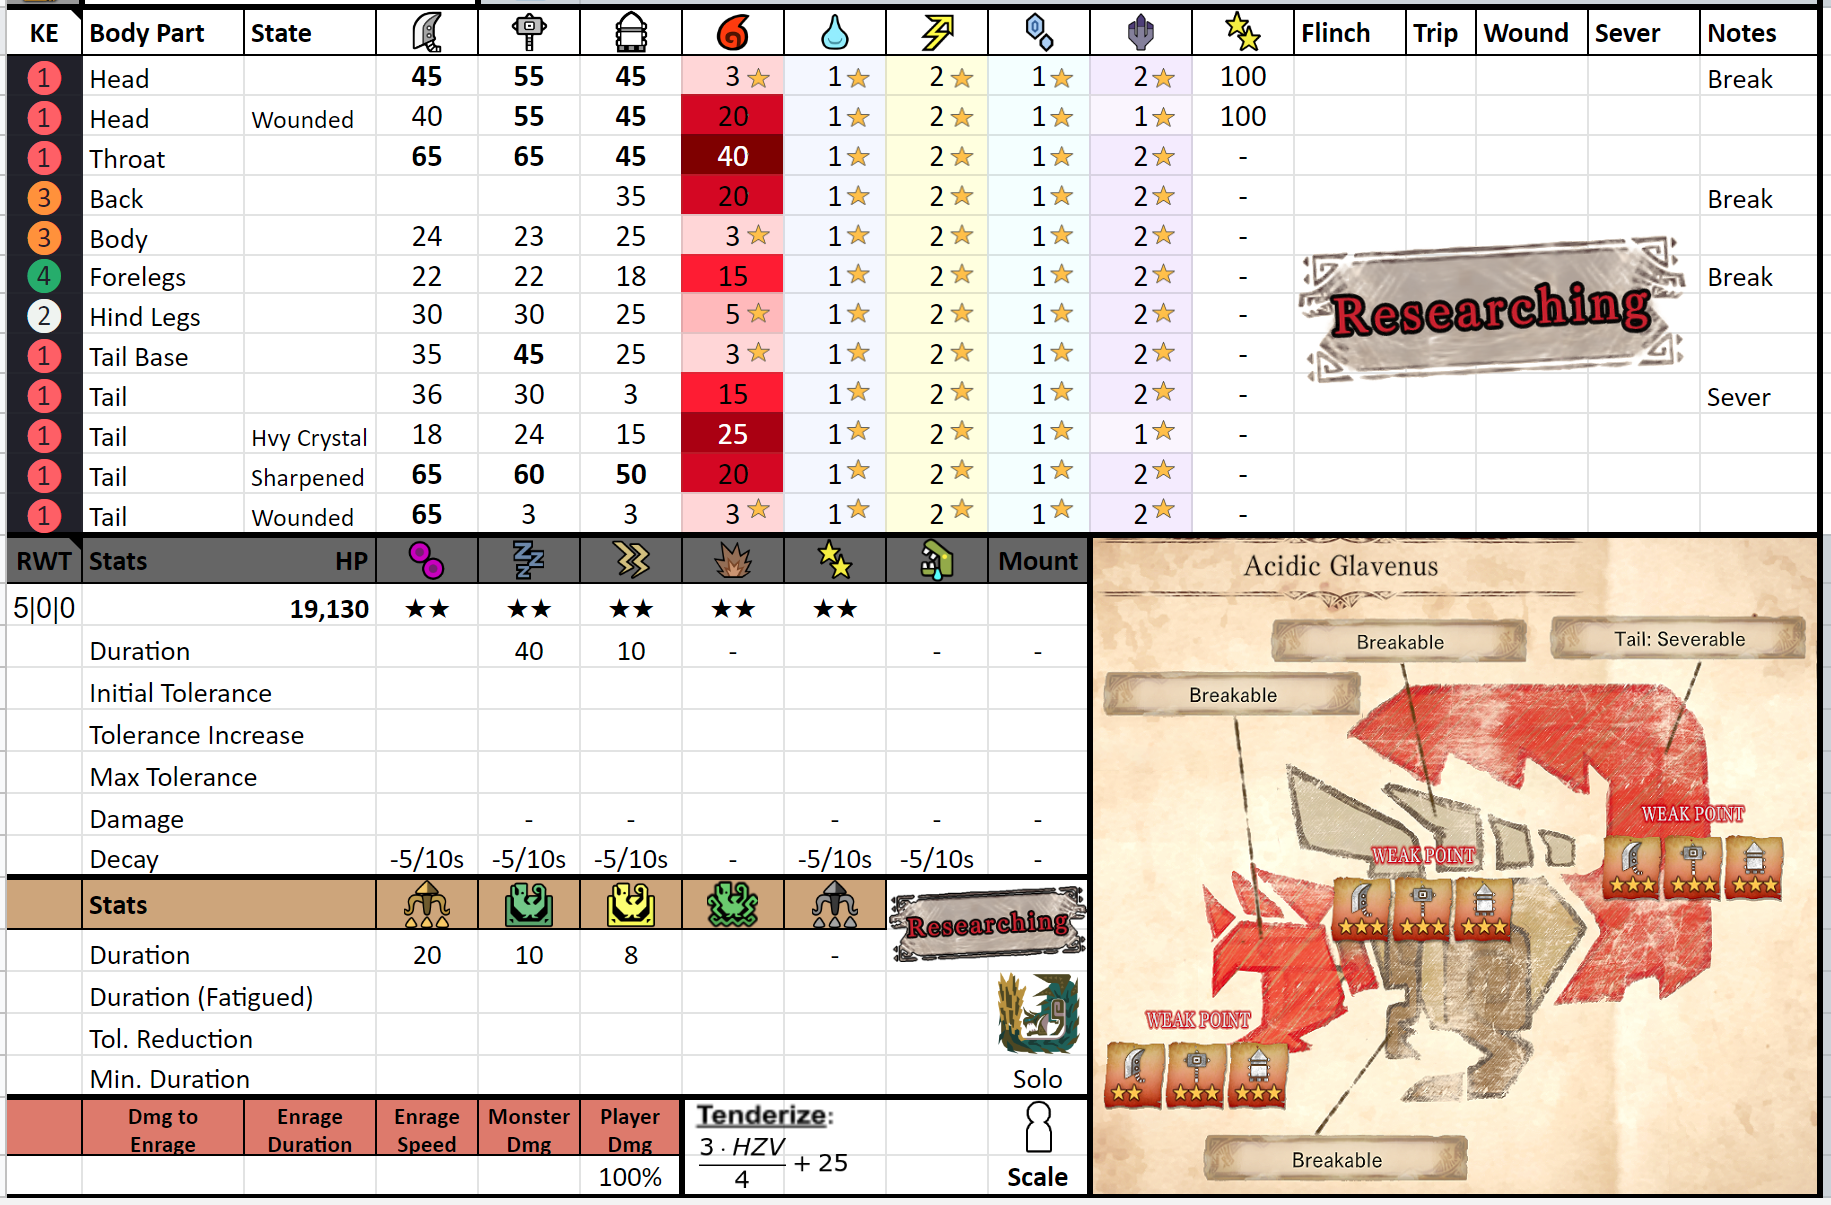 KE Body Part State Flinch Trip Wound Sever Notes
1 Head 45 55 45 3 1 2 1 2 100 Break
1 Head Wounded 40 55 45 20 1 2 1 1 100
1 Throat 65 65 45 40 1 2 1 2 -
3 Back 35 20 1 2 1 2 - Break
3 Body 24 23 25 3 1 2 1 2 -
4 Forelegs 22 22 18 15 1 2 1 2 - Break
Researching
2 Hind Legs 30 30 25 5 1 2 1 2 -
1 Tail Base 35 45 25 3 1 2 1 2 -
1 Tail 36 30 3 15 1 2 1 2 - Sever
1 Tail Hvy Crystal 18 24 15 25 1 2 1 1 -
1 Tail Sharpened 65 60 50 20 1 2 1 2 -
1 Tail Wounded 65 3 3 3 1 2 1 2 -
RWT Stats HP Mount
5|0|0 19,130 ★★ ★★ ★★ ★★ ★★
Duration 40 10 - - -
Initial Tolerance
Tolerance Increase
Max Tolerance
Damage - - - - -
Decay -5/10s -5/10s -5/10s - -5/10s -5/10s -
Stats
Researching
Duration 20 10 8 -
Duration (Fatigued)
Tol. Reduction
Min. Duration Solo
Dmg to Enrage
Enrage Duration
Enrage Speed
Monster Dmg
Player Dmg
100%
Tenderize:
3 · HZV
4
+ 25
Scale
Acidic Glavenus
Breakable
Tail: Severable
Breakable
WEAK POINT
WEAK POINT
WEAK POINT
Breakable